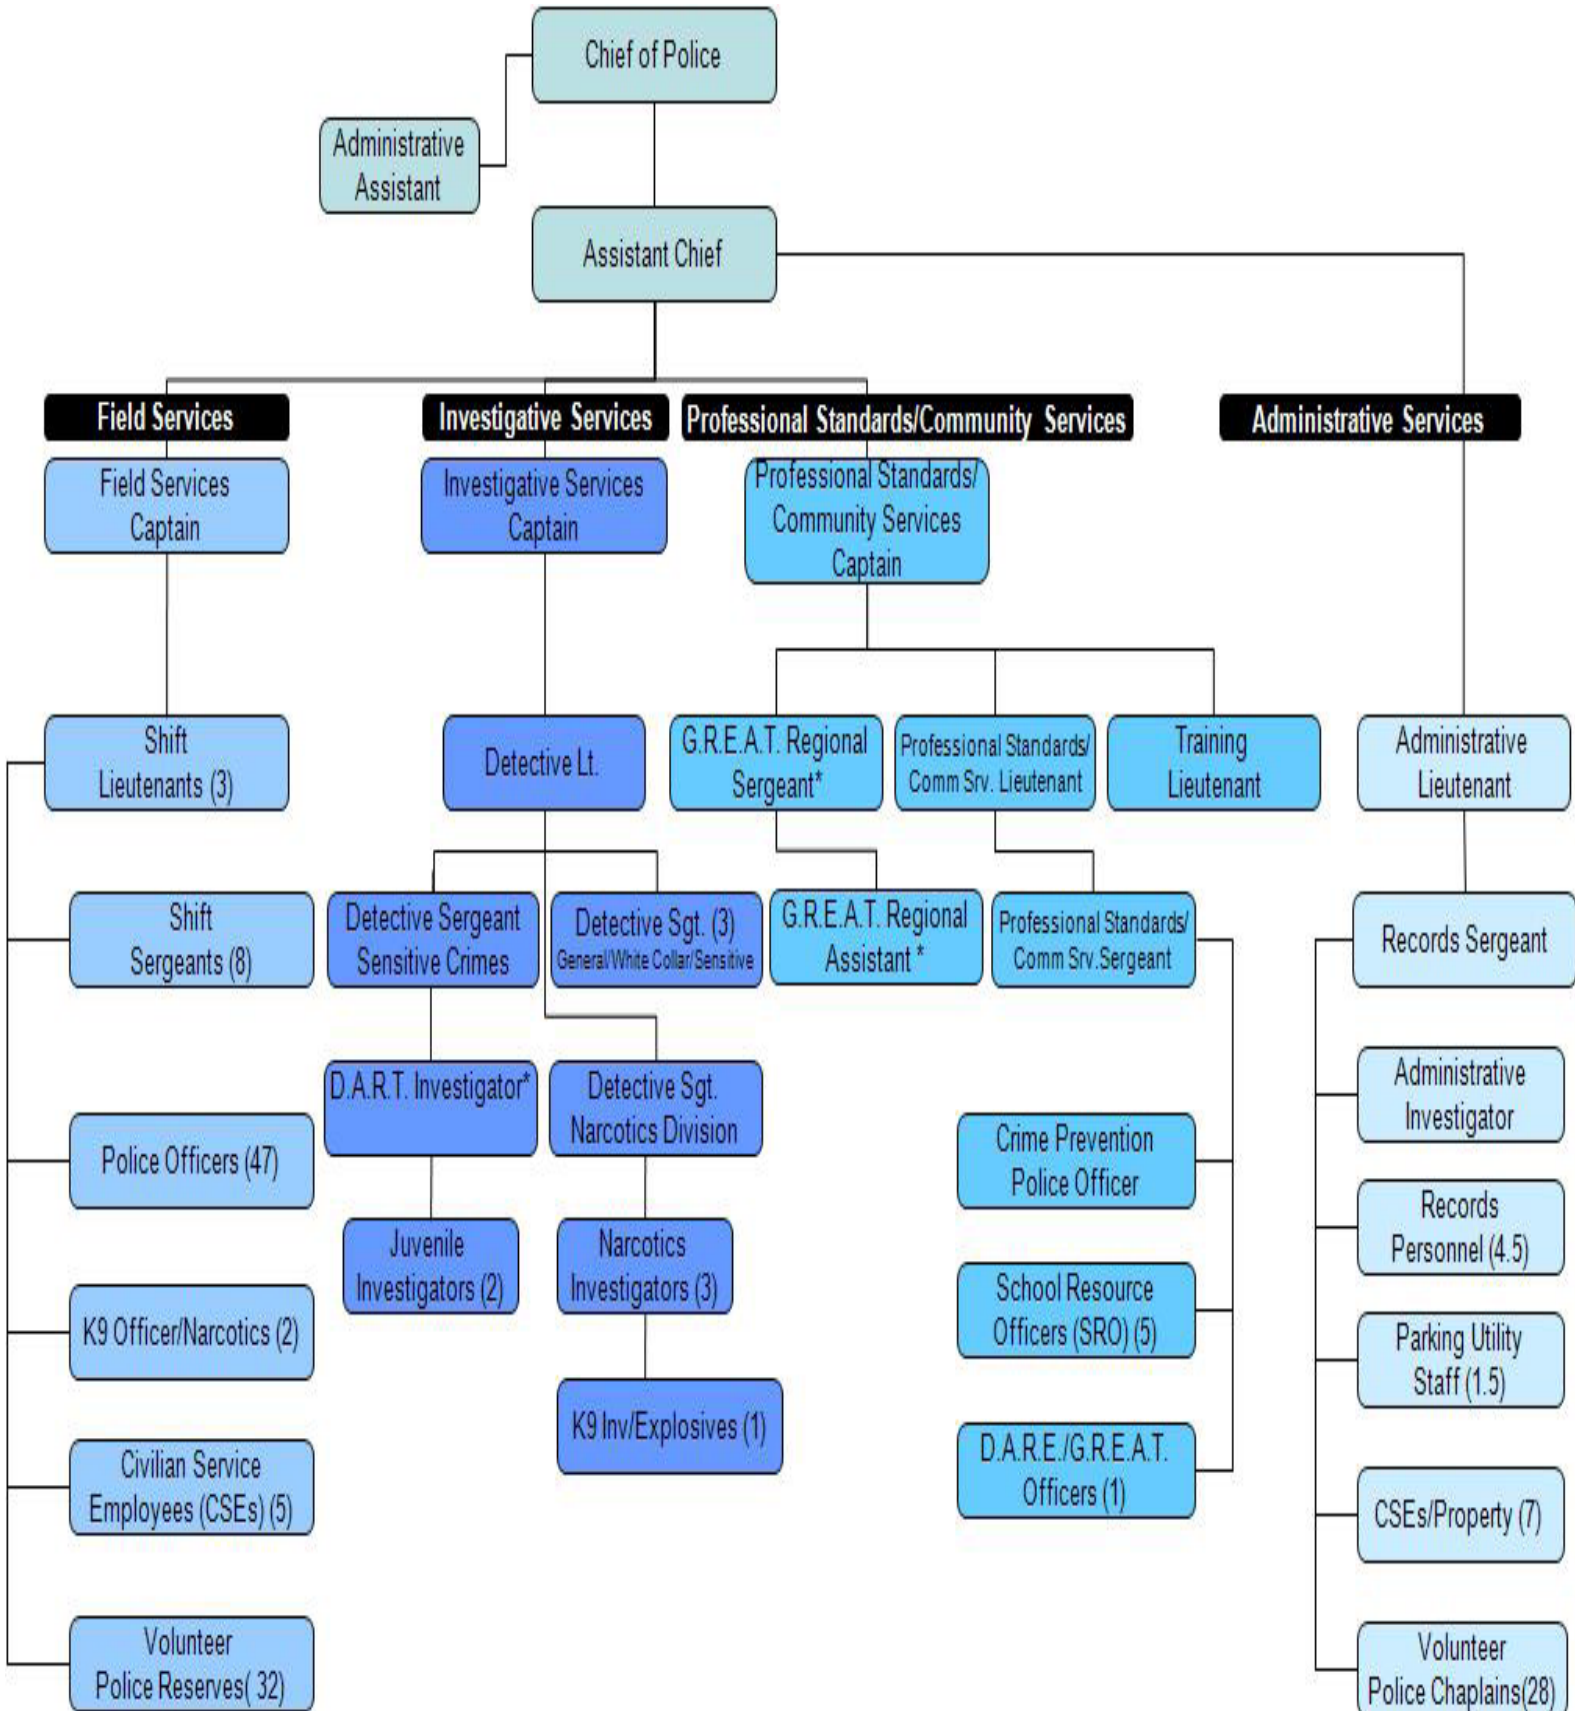 Chief of Police
Administrative
Assistant
Assistant Chief
Field Services
Investigative Services
Professional Standards/Community Services
Administrative Services
Field Services
Captain
Investigative Services
Captain
Professional Standards/
Community Services
Captain
Shift
Lieutenants (3)
Detective Lt.
G.R.E.A.T. Regional
Sergeant*
Professional Standards/
Comm Srv. Lieutenant
Training
Lieutenant
Administrative
Lieutenant
Shift
Sergeants (8)
Detective Sergeant
Sensitive Crimes
Detective Sgt. (3)
General/White Collar/Sensitive
G.R.E.A.T. Regional
Assistant *
Professional Standards/
Comm Srv.Sergeant
Records Sergeant
D.A.R.T. Investigator*
Detective Sgt.
Narcotics Division
Administrative
Investigator
Police Officers (47)
Crime Prevention
Police Officer
Juvenile
Investigators (2)
Narcotics
Investigators (3)
Records
Personnel (4.5)
K9 Officer/Narcotics (2)
School Resource
Officers (SRO) (5)
Parking Utility
Staff (1.5)
K9 Inv/Explosives (1)
Civilian Service
Employees (CSEs) (5)
D.A.R.E./G.R.E.A.T.
Officers (1)
CSEs/Property (7)
Volunteer
Police Reserves( 32)
Volunteer
Police Chaplains(28)